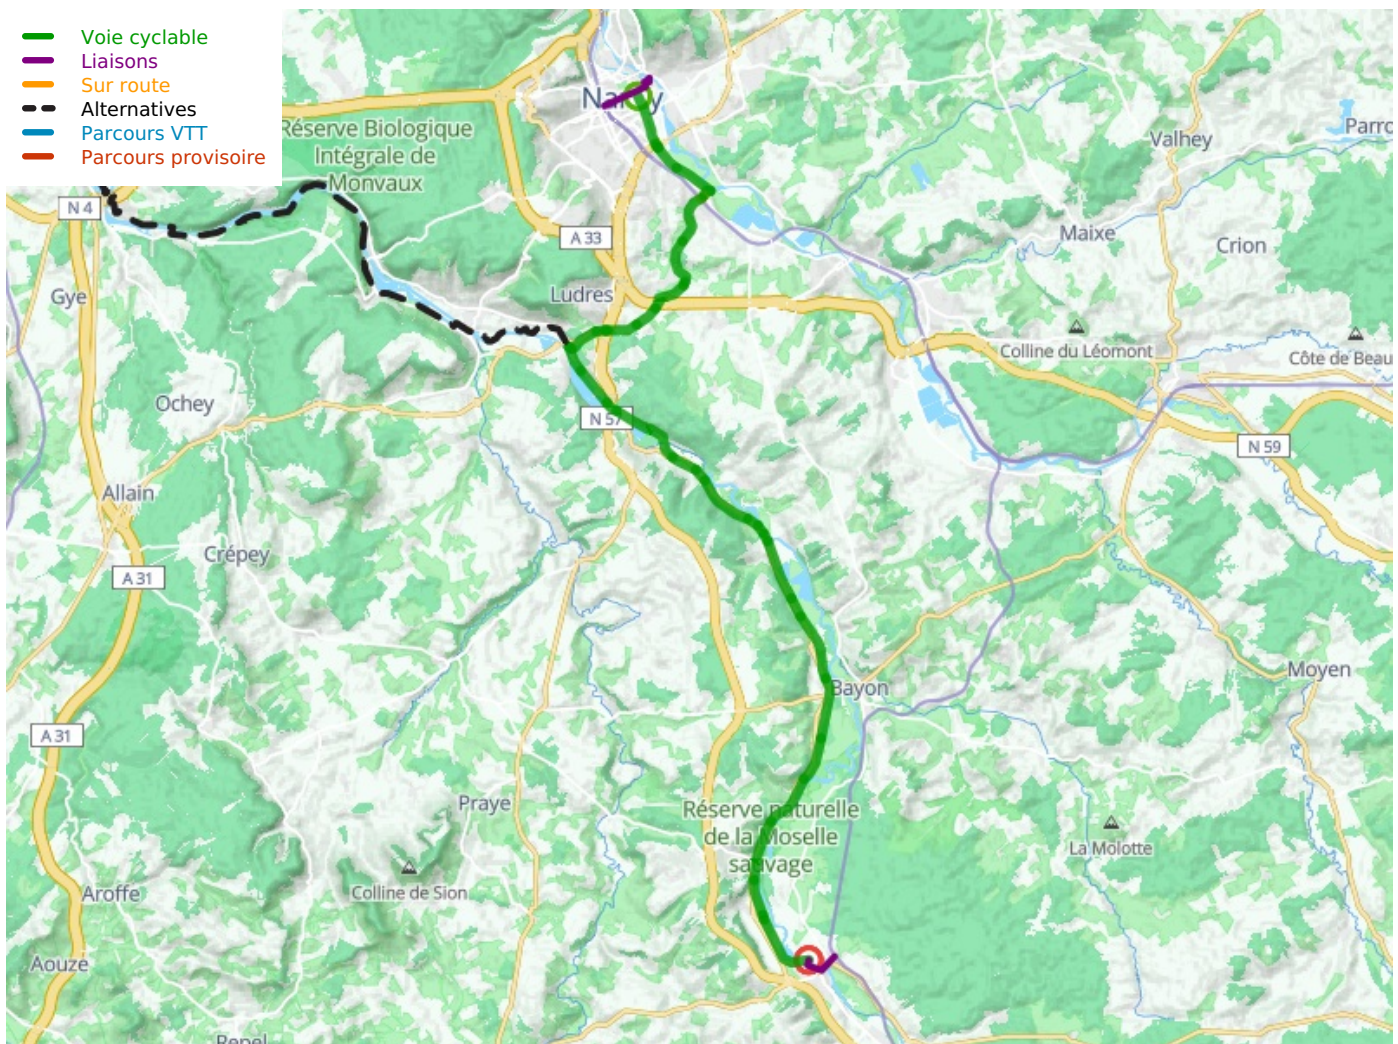 Voie cyclable
Liaisons
Sur route
Alternatives
Parcours VTT
Parcours provisoire
Réserve Biologique
Intégrale de
Monvaux
Valhey
Parro
N 4
A 33
Maixe
Crion
Gye
Ludres
Colline du Léomont
Côte de Beau
Ochey
N 57
N 59
Allain
Crépey
A 31
Moyen
Bayon
A 31
Praye
Réserve naturelle
de la Moselle
sauvage
La Molotte
Colline de Sion
Aroffe
Aouze
Repel